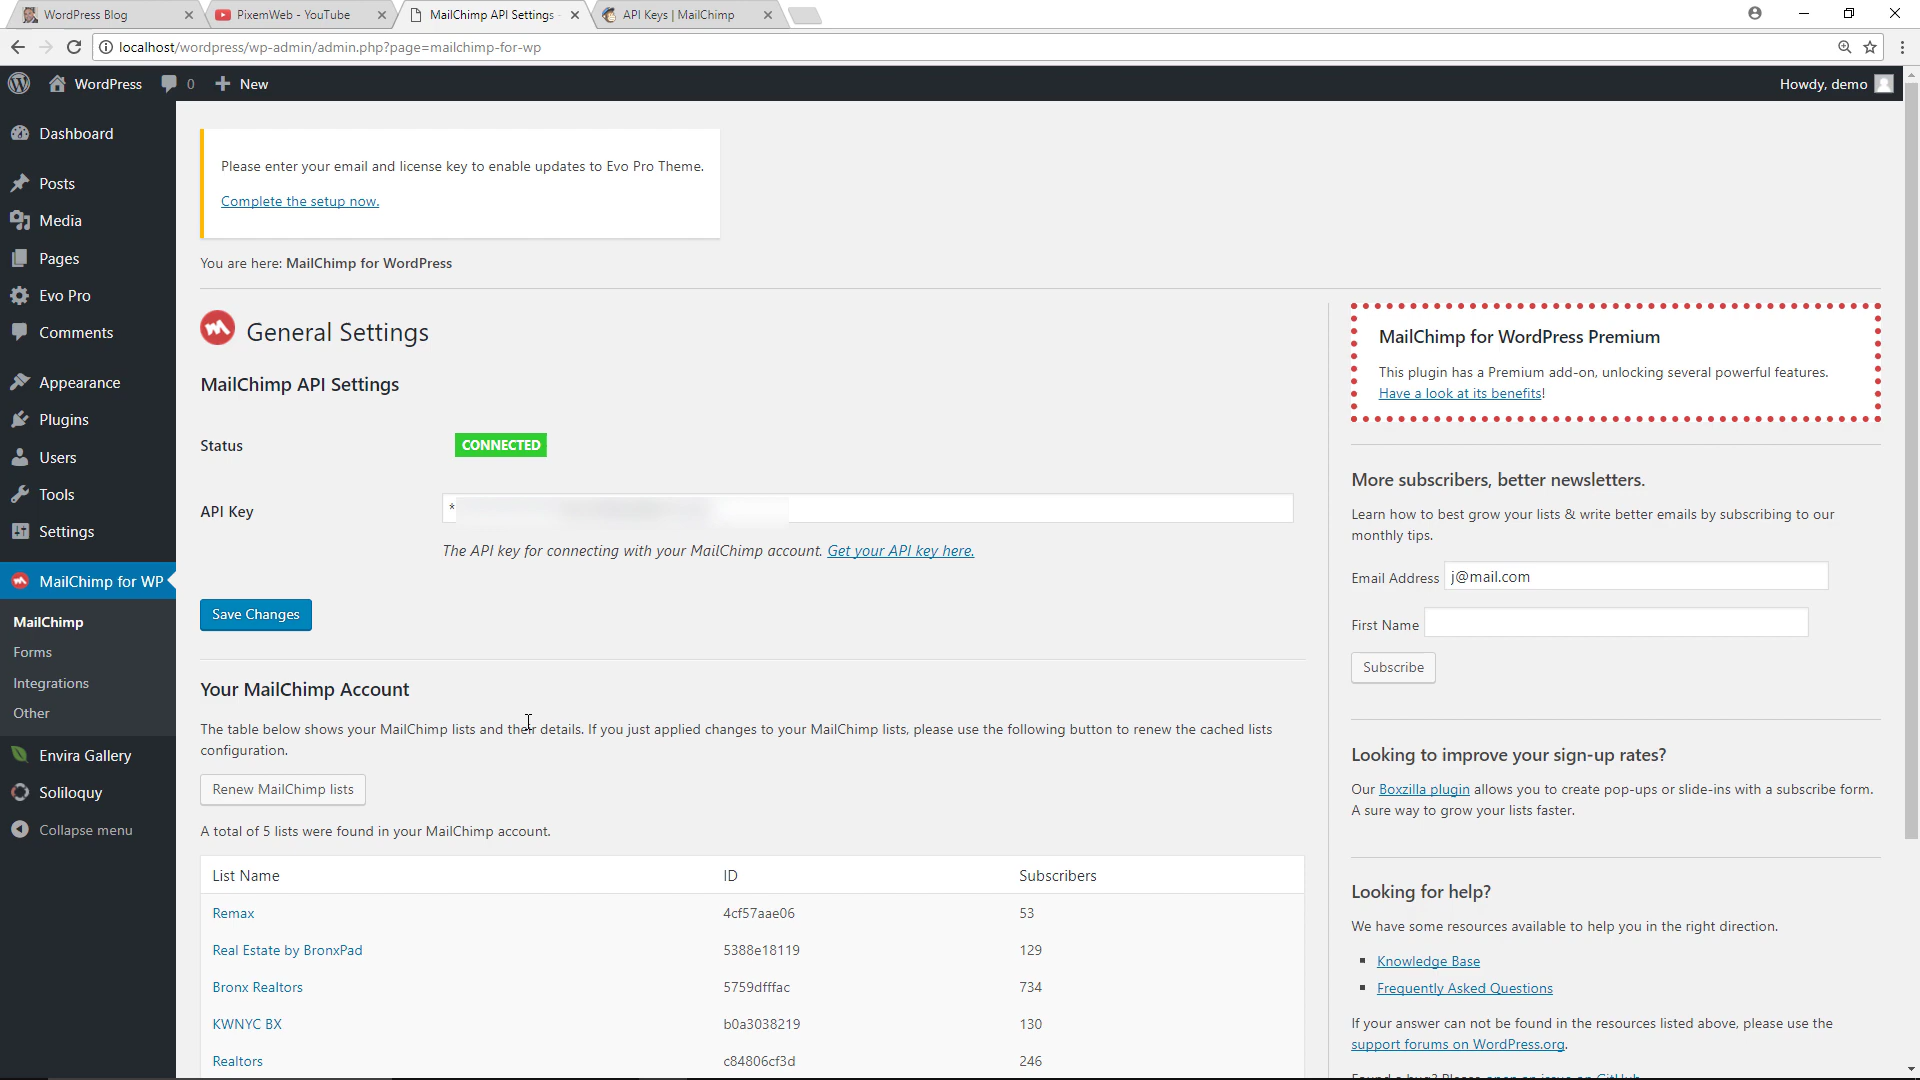 WordPress Blog
PixemWeb - YouTube
MailChimp API Settings
API Keys | MailChimp
localhost/wordpress/wp-admin/admin.php?page=mailchimp-for-wp
WordPress 0 New
Howdy, demo
Dashboard
Posts
Media
Pages
Evo Pro
Comments
Appearance
Plugins
Users
Tools
Settings
MailChimp for WP
MailChimp
Forms
Integrations
Other
Envira Gallery
Soliloquy
Collapse menu
Please enter your email and license key to enable updates to Evo Pro Theme.
Complete the setup now.
You are here: MailChimp for WordPress
General Settings
MailChimp API Settings
Status CONNECTED
API Key *
The API key for connecting with your MailChimp account. Get your API key here.
Save Changes
Your MailChimp Account
The table below shows your MailChimp lists and their details. If you just applied changes to your MailChimp lists, please use the following button to renew the cached lists
configuration.
Renew MailChimp lists
A total of 5 lists were found in your MailChimp account.
List Name ID Subscribers
Remax 4cf57aae06 53
Real Estate by BronxPad 5388e18119 129
Bronx Realtors 5759dfffac 734
KWNYC BX b0a3038219 130
Realtors c84806cf3d 246
MailChimp for WordPress Premium
This plugin has a Premium add-on, unlocking several powerful features.
Have a look at its benefits!
More subscribers, better newsletters.
Learn how to best grow your lists & write better emails by subscribing to our
monthly tips.
Email Address j@mail.com
First Name
Subscribe
Looking to improve your sign-up rates?
Our Boxzilla plugin allows you to create pop-ups or slide-ins with a subscribe form.
A sure way to grow your lists faster.
Looking for help?
We have some resources available to help you in the right direction.
Knowledge Base
Frequently Asked Questions
If your answer can not be found in the resources listed above, please use the
support forums on WordPress.org.